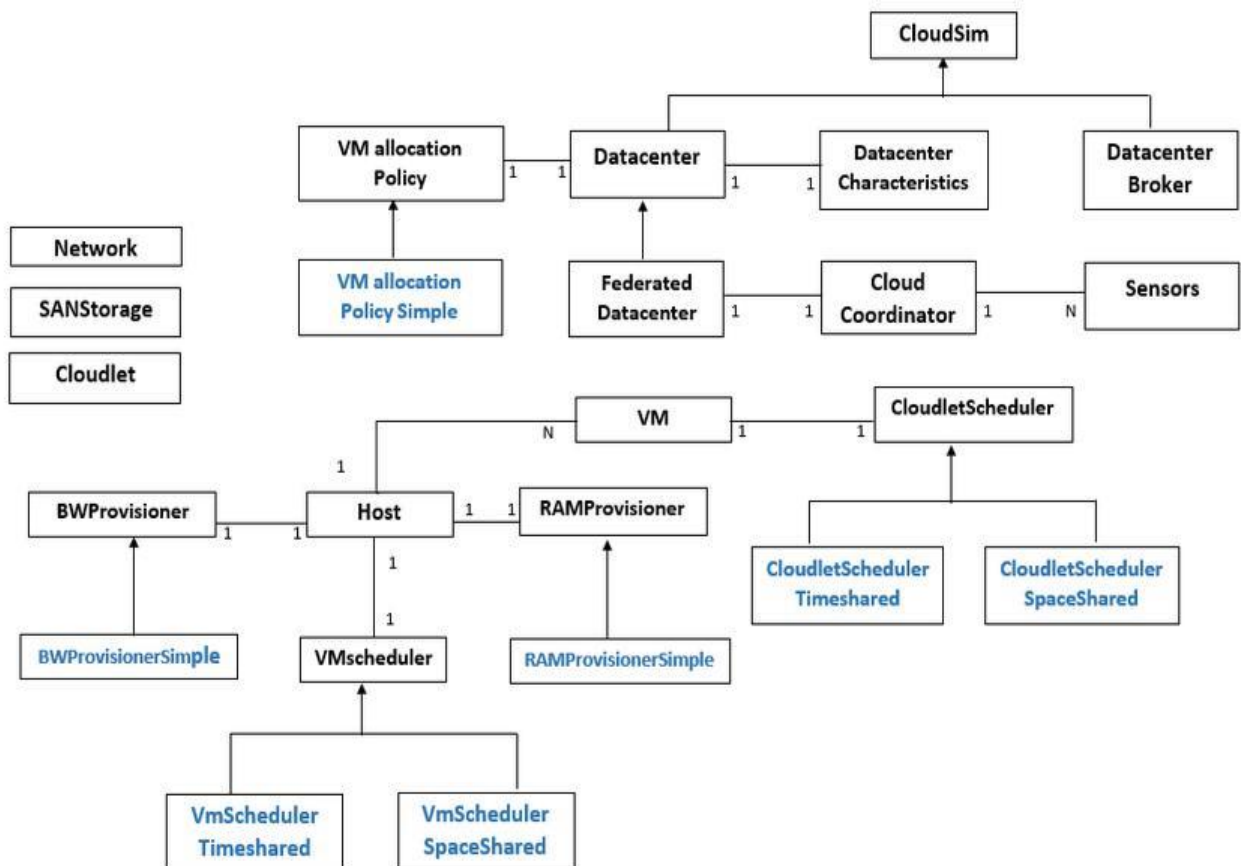 CloudSim
VM allocation
Policy
1
1
Datacenter
1
1
Datacenter
Characteristics
Datacenter
Broker
Network
SANStorage
Cloudlet
VM allocation
Policy Simple
Federated
Datacenter
1
1
Cloud
Coordinator
1
N
Sensors
N
VM
1
1
CloudletScheduler
1
BWProvisioner
1
1
Host
1
1
RAMProvisioner
1
1
CloudletScheduler
Timeshared
CloudletScheduler
SpaceShared
BWProvisionerSimple
VMscheduler
RAMProvisionerSimple
VmScheduler
Timeshared
VmScheduler
SpaceShared